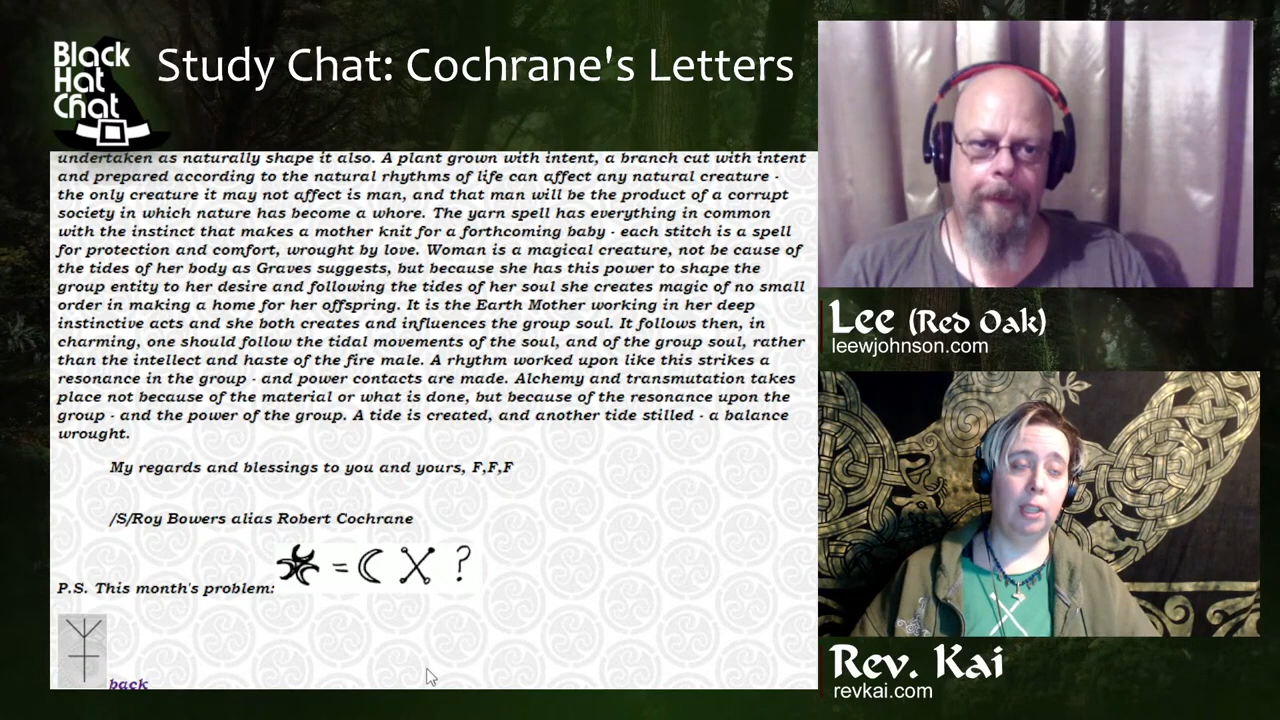 Black
Hat
Chat
Study Chat: Cochrane's Letters
undertaken as naturally shape it also. A plant grown with intent, a branch cut with intent
and prepared according to the natural rhythms of life can affect any natural creature -
the only creature it may not affect is man, and that man will be the product of a corrupt
society in which nature has become a whore. The yarn spell has everything in common
with the instinct that makes a mother knit for a forthcoming baby - each stitch is a spell
for protection and comfort, wrought by love. Woman is a magical creature, not be cause of
the tides of her body as Graves suggests, but because she has this power to shape the
group entity to her desire and following the tides of her soul she creates magic of no small
order in making a home for her offspring. It is the Earth Mother working in her deep
instinctive acts and she both creates and influences the group soul. It follows then, in
charming, one should follow the tidal movements of the soul, and of the group soul, rather
than the intellect and haste of the fire male. A rhythm worked upon like this strikes a
resonance in the group - and power contacts are made. Alchemy and transmutation takes
place not because of the material or what is done, but because of the resonance upon the
group - and the power of the group. A tide is created, and another tide stilled - a balance
wrought.
My regards and blessings to you and yours, F,F,F
/S/Roy Bowers alias Robert Cochrane
= ?
P.S. This month's problem:
back
Lee (Red Oak)
leewjohnson.com
Rev. Kai
revkai.com